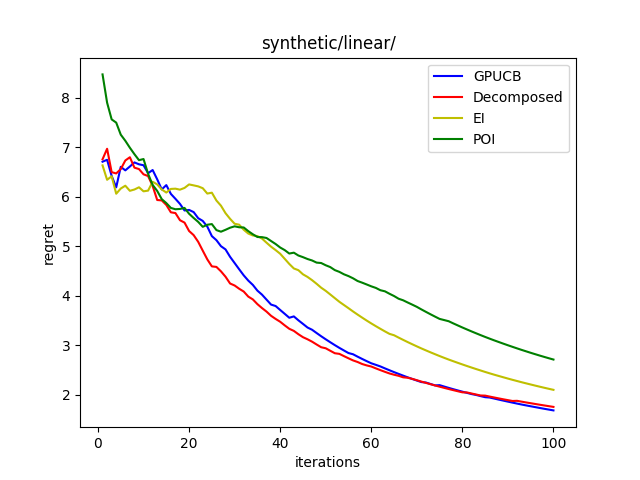 synthetic/linear/
GPUCB
Decomposed
EI
POI
regret
8
7
6
5
4
3
2
0 20 40 60 80 100
iterations